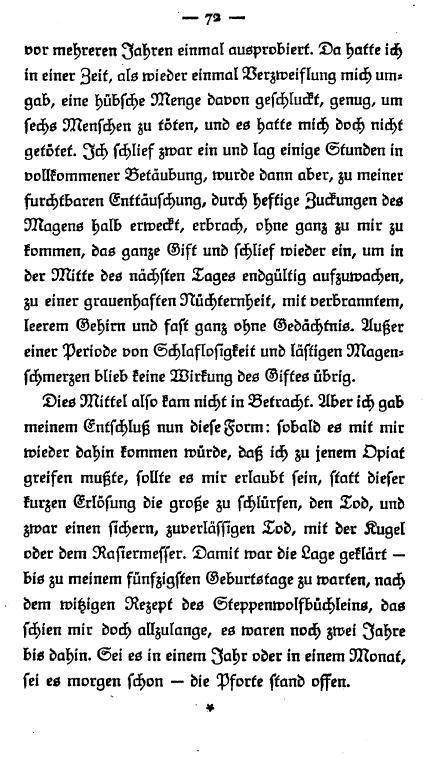 — 72 —
vor mehreren Jahren einmal ausprobiert. Da hatte ich
in einer Zeit, als wieder einmal Verzweiflung mich um-
gab, eine hübsche Menge davon geschluckt, genug, um
sechs Menschen zu töten, und es hatte mich doch nicht
getötet. Ich schlief zwar ein und lag einige Stunden in
vollkommener Betäubung, wurde dann aber, zu meiner
furchtbaren Enttäuschung, durch heftige Zuckungen des
Magens halb erweckt, erbrach, ohne ganz zu mir zu
kommen, das ganze Gift und schlief wieder ein, um in
der Mitte des nächsten Tages endgültig aufzuwachen,
zu einer grauenhaften Nüchternheit, mit verbranntem,
leerem Gehirn und fast ganz ohne Gedächtnis. Außer
einer Periode von Schlaflosigkeit und lästigen Magen-
schmerzen blieb keine Wirkung des Giftes übrig.
Dies Mittel also kam nicht in Betracht. Aber ich gab
meinem Entschluß nun diese Form: sobald es mit mir
wieder dahin kommen würde, daß ich zu jenem Opiat
greifen mußte, sollte es mir erlaubt sein, statt dieser
kurzen Erlösung die große zu schlürfen, den Tod, und
zwar einen sichern, zuverlässigen Tod, mit der Kugel
oder dem Rasiermesser. Damit war die Lage geklärt —
bis zu meinem fünfzigsten Geburtstage zu warten, nach
dem witzigen Rezept des Steppenwolfbüchleins, das
schien mir doch allzulange, es waren noch zwei Jahre
bis dahin. Sei es in einem Jahr oder in einem Monat,
sei es morgen schon — die Pforte stand offen.
*